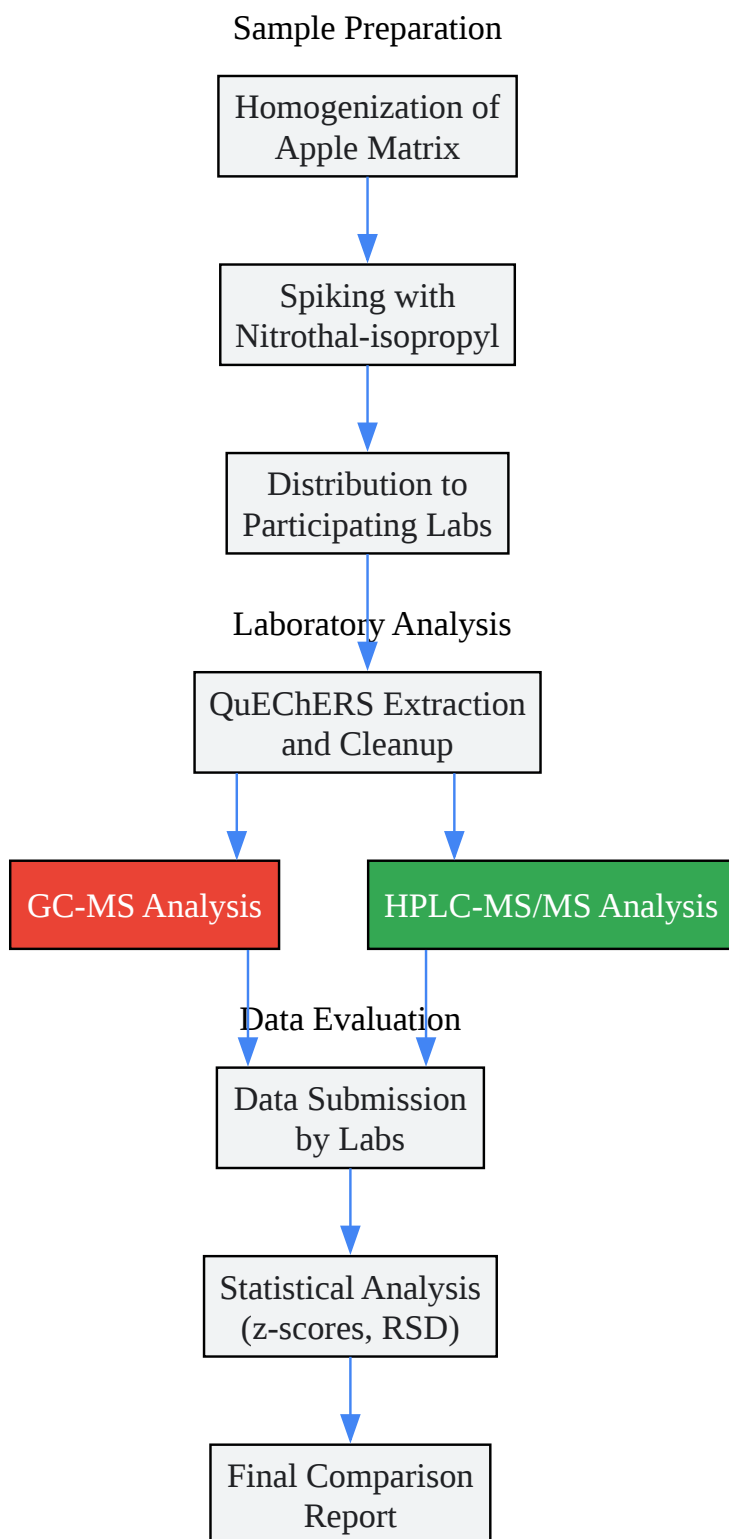 Sample Preparation
Homogenization of
Apple Matrix
Spiking with
Nitrothal-isopropyl
Distribution to
Participating Labs
Laboratory Analysis
QuEChERS Extraction
and Cleanup
GC-MS Analysis
HPLC-MS/MS Analysis
Data Evaluation
Data Submission
by Labs
Statistical Analysis
(z-scores, RSD)
Final Comparison
Report